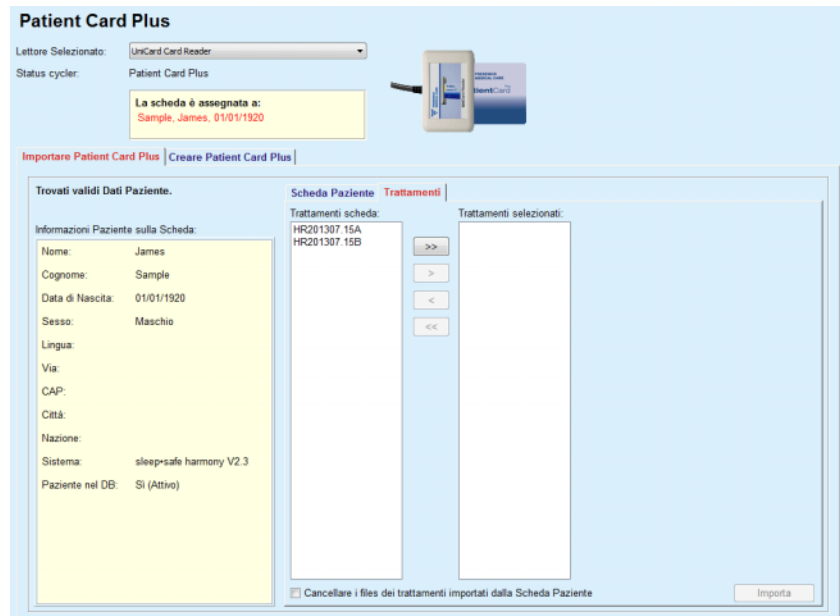 Patient Card Plus
Lettore Selezionato: UniCard Card Reader
Status cycler: Patient Card Plus
La scheda è assegnata a:
Sample, James, 01/01/1920
FRESENIUS
MEDICAL CARE
tientCard
Importare Patient Card Plus Creare Patient Card Plus
Trovati validi Dati Paziente.
Informazioni Paziente sulla Scheda:
Nome: James
Cognome: Sample
Data di Nascita: 01/01/1920
Sesso: Maschio
Lingua:
Via:
CAP:
Città:
Nazione:
Sistema: sleep•safe harmony V2.3
Paziente nel DB: Sì (Attivo)
Scheda Paziente Trattamenti
Trattamenti scheda: Trattamenti selezionati:
HR201307.15A
HR201307.15B
>>
>
<
<<
Cancellare i files dei trattamenti importati dalla Scheda Paziente Importa